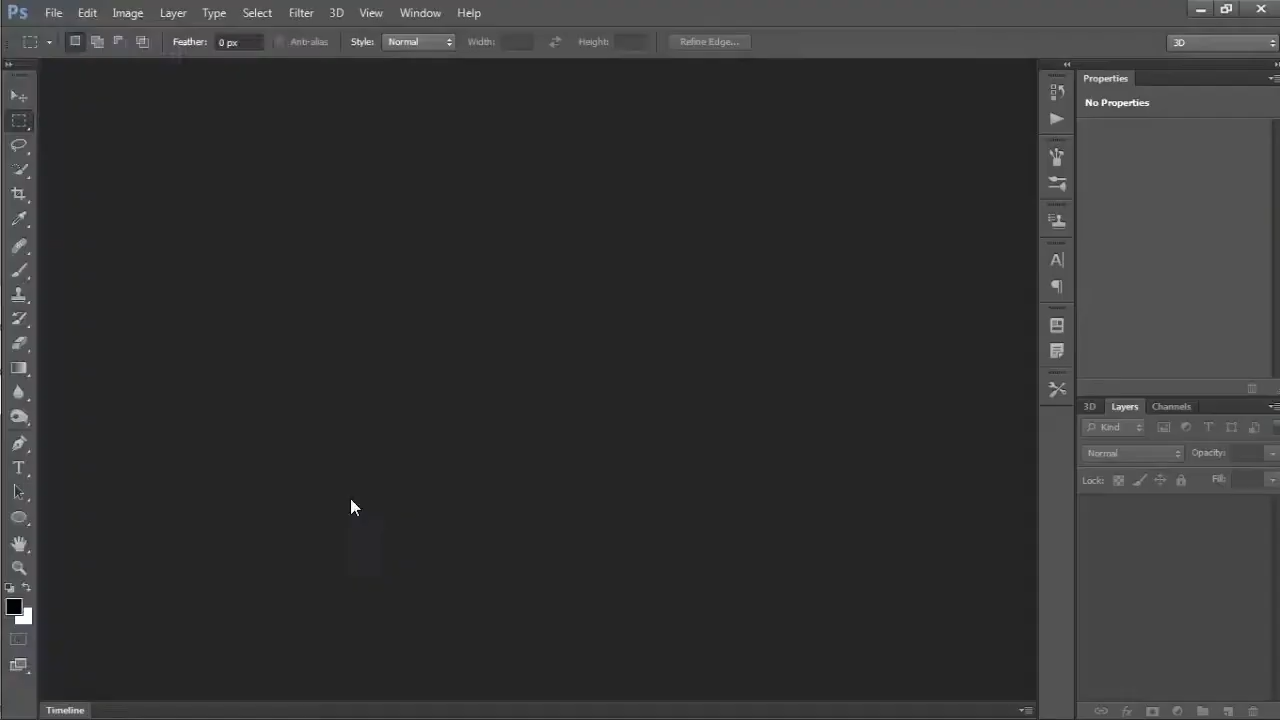 Ps File Edit Image Layer Type Select Filter 3D View Window Help
Feather: 0 px Anti-alias Style: Normal Width: Height: Refine Edge... 3D
Properties
No Properties
3D Layers Channels
Kind
Normal Opacity:
Lock: Fill:
Timeline